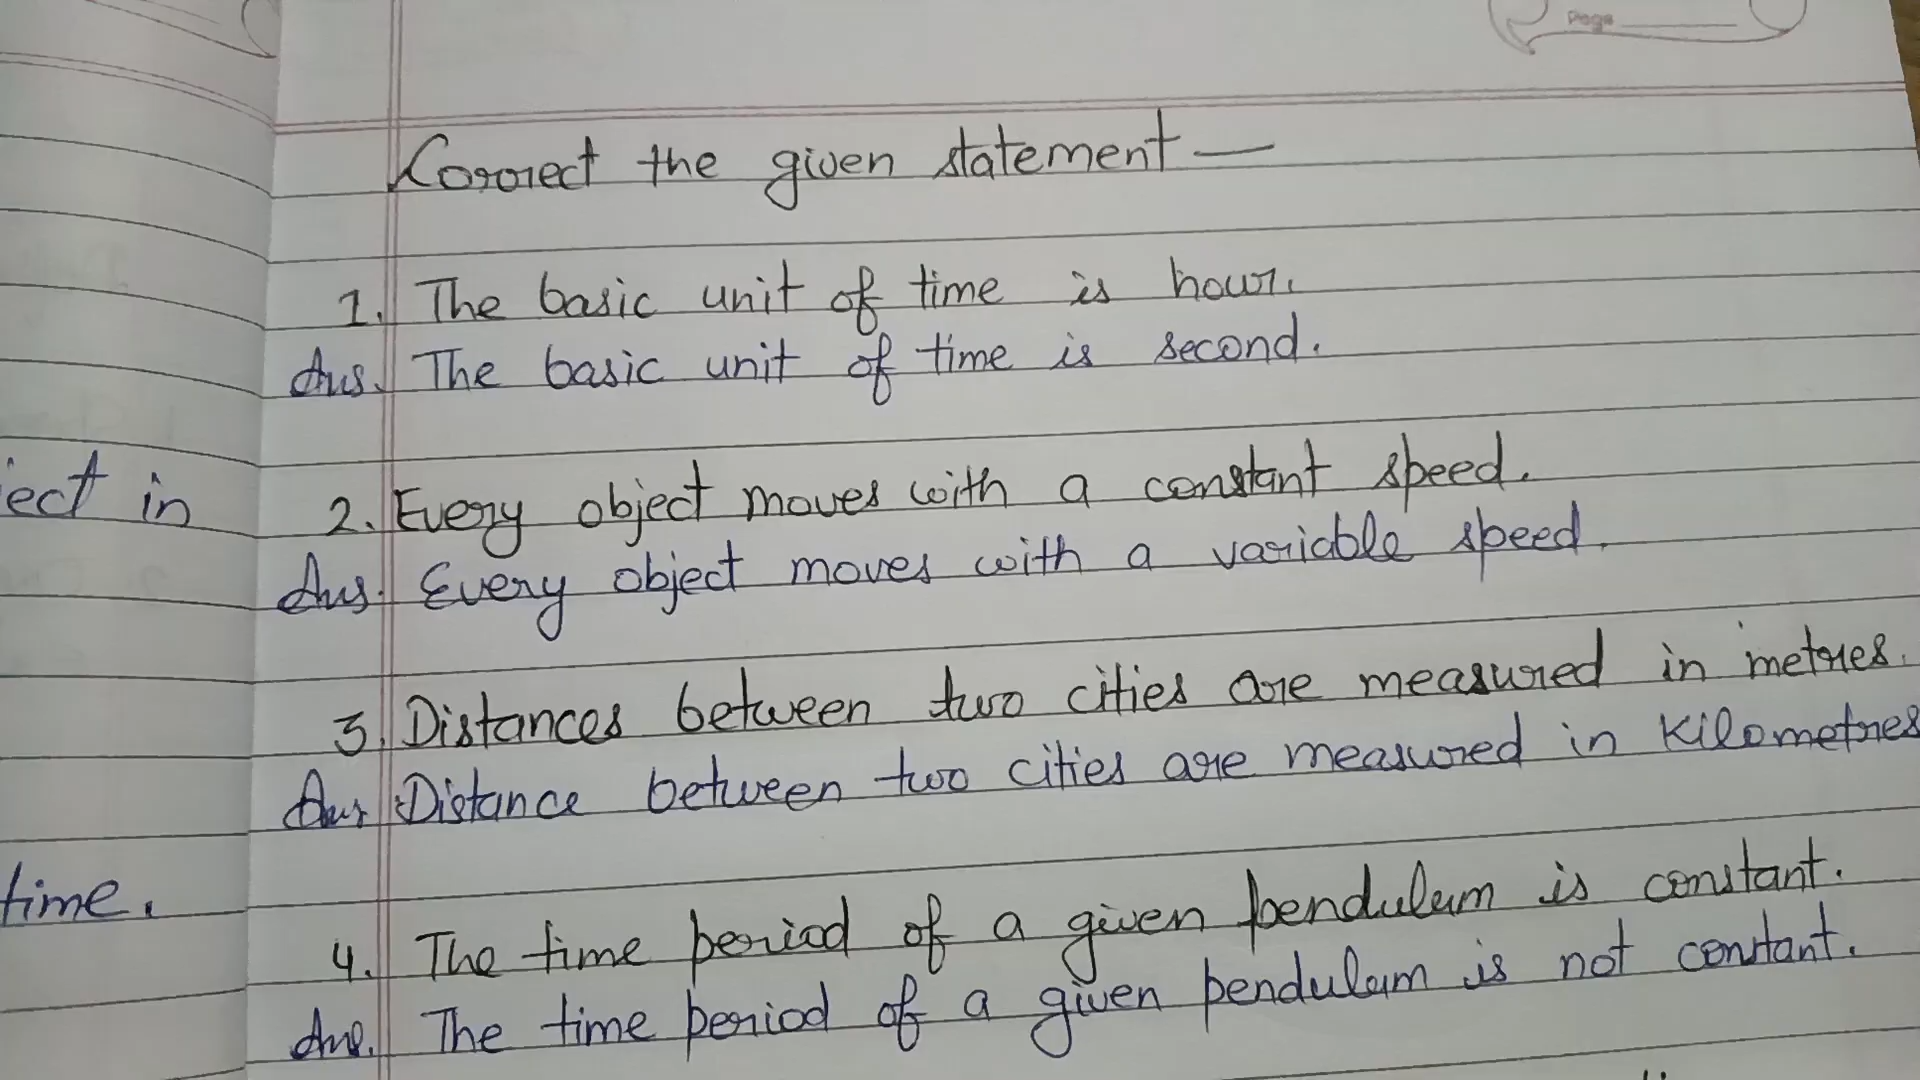 Page
Correct the given statement —
1. The basic unit of time is hour.
Ans. The basic unit of time is second.
ect in
2. Every object moves with a constant speed.
Ans. Every object moves with a variable speed.
3. Distances between two cities are measured in metres.
Ans. Distance between two cities are measured in Kilometres
time.
4. The time period of a given pendulum is constant.
Ans. The time period of a given pendulum is not constant.